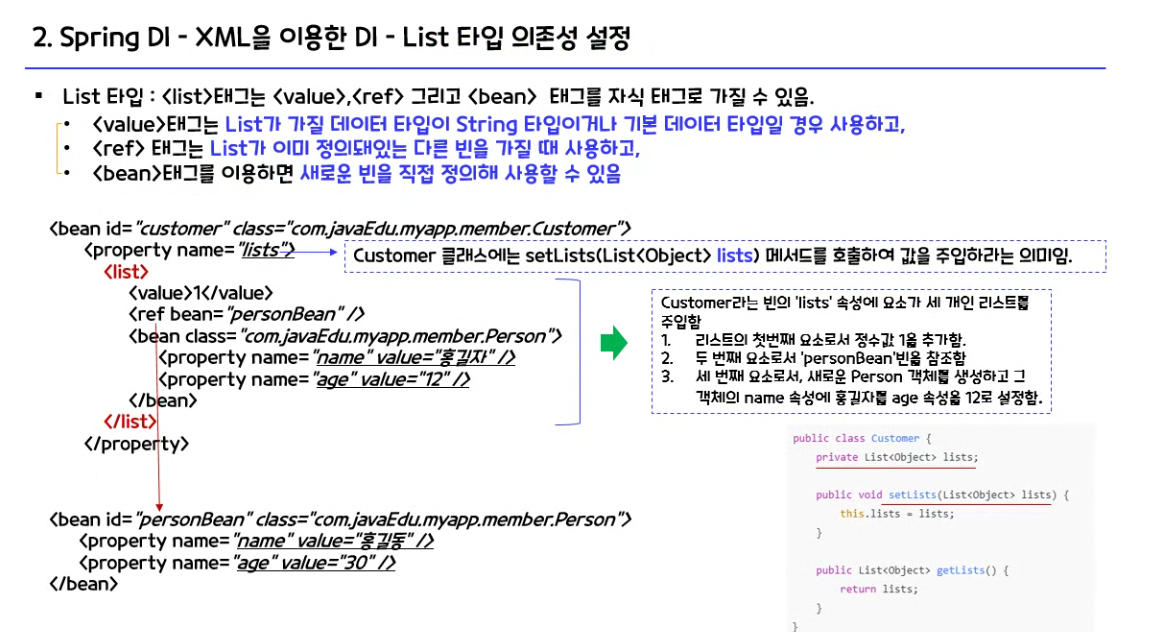 2. Spring DI - XML을 이용한 DI - List 타입 의존성 설정
▪ List 타입 : <list>태그는 <value>,<ref> 그리고 <bean> 태그를 자식 태그로 가질 수 있음.
• <value>태그는 List가 가질 데이터 타입이 String 타입이거나 기본 데이터 타입일 경우 사용하고,
• <ref> 태그는 List가 이미 정의돼있는 다른 빈을 가질 때 사용하고,
• <bean>태그를 이용하면 새로운 빈을 직접 정의해 사용할 수 있음
<bean id="customer" class="com.javaEdu.myapp.member.Customer">
<property name="lists">
Customer 클래스에는 setLists(List<Object> lists) 메서드를 호출하여 값을 주입하라는 의미임.
<list>
<value>1</value>
<ref bean="personBean" />
<bean class="com.javaEdu.myapp.member.Person">
<property name="name" value="홍길자" />
<property name="age" value="12" />
</bean>
</list>
</property>
Customer라는 빈의 'lists' 속성에 요소가 세 개인 리스트를
주입함
1. 리스트의 첫번째 요소로서 정수값 1을 추가함.
2. 두 번째 요소로서 'personBean'빈을 참조함
3. 세 번째 요소로서, 새로운 Person 객체를 생성하고 그
객체의 name 속성에 홍길자를 age 속성을 12로 설정함.
<bean id="personBean" class="com.javaEdu.myapp.member.Person">
<property name="name" value="홍길동" />
<property name="age" value="30" />
</bean>
public class Customer {
private List<Object> lists;
public void setLists(List<Object> lists) {
this.lists = lists;
}
public List<Object> getLists() {
return lists;
}
}